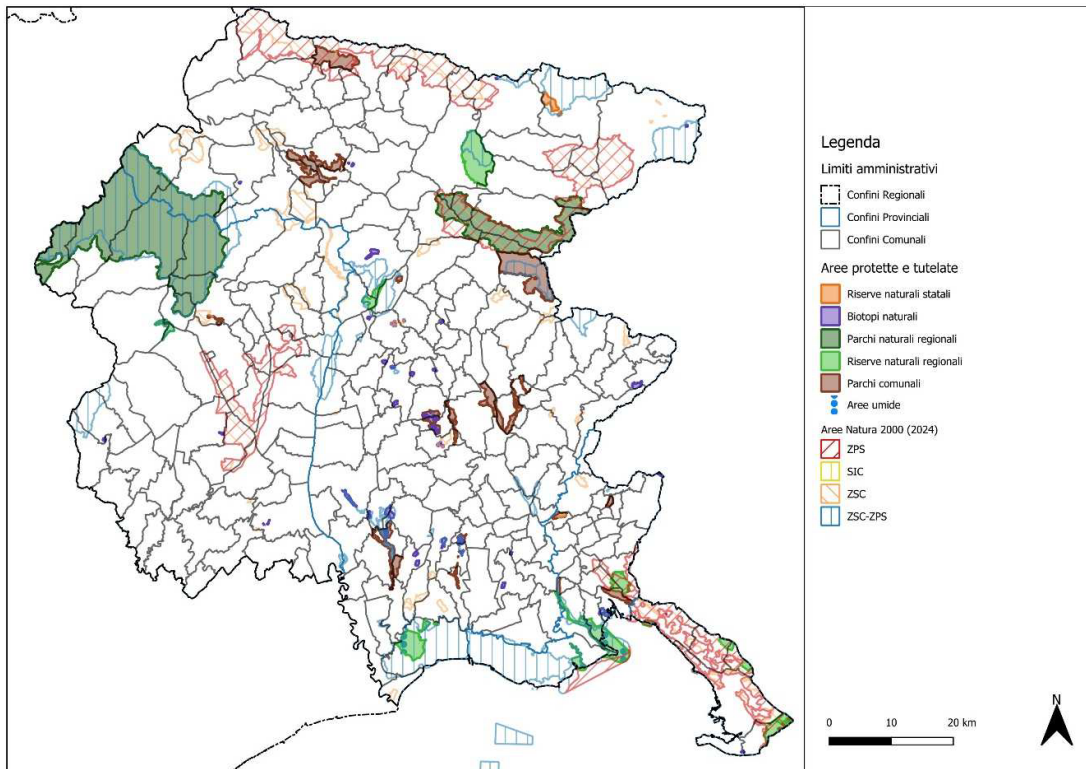 Legenda
Limiti amministrativi
Confini Regionali
Confini Provinciali
Confini Comunali
Aree protette e tutelate
Riserve naturali statali
Biotopi naturali
Parchi naturali regionali
Riserve naturali regionali
Parchi comunali
Aree umide
Aree Natura 2000 (2024)
ZPS
SIC
ZSC
ZSC-ZPS
N
0 10 20 km